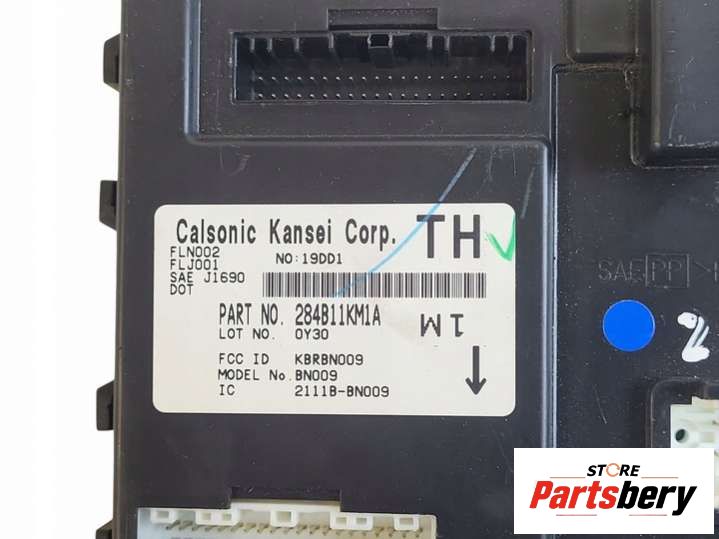 Calsonic Kansei Corp. TH
FLN002
FLJ001
NO:19DD1
SAE J1690
DOT
PART NO. 284B11KM1A
LOT NO. 0Y30
1M
FCC ID KBRBN009
MODEL No. BN009
IC 2111B-BN009
SAE PP
2
STORE
Partsbery